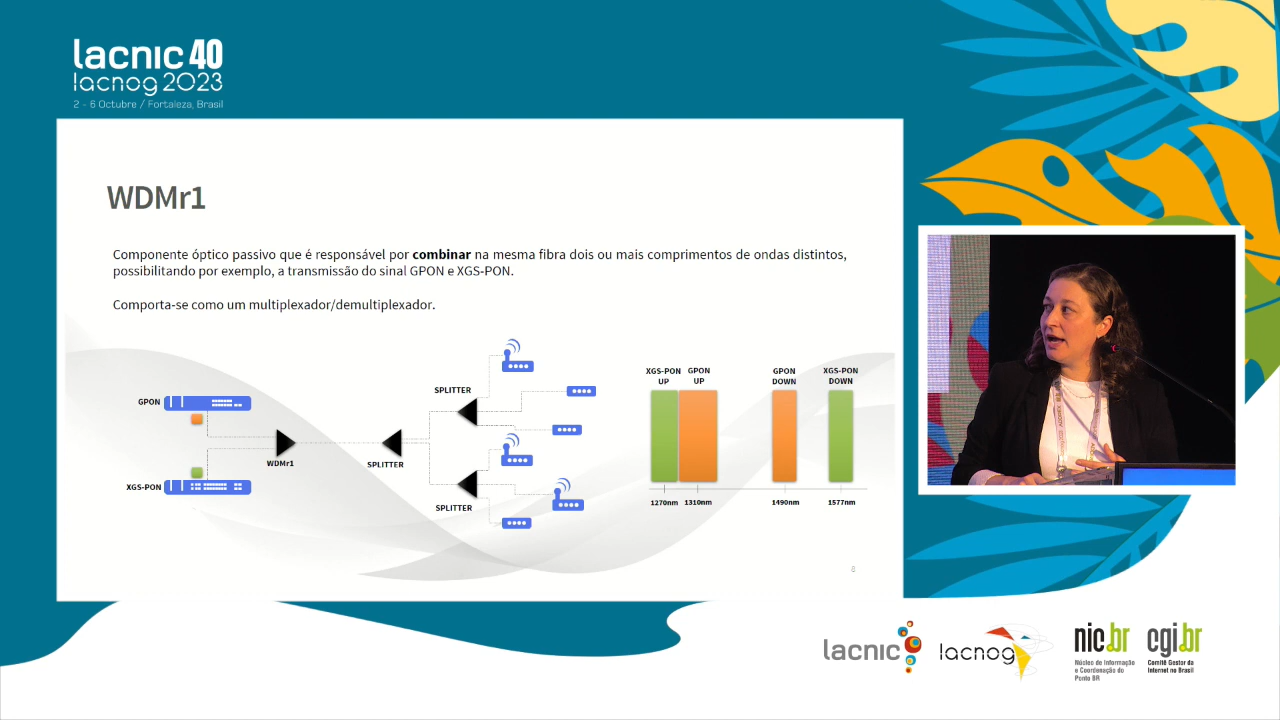 lacnic 40
lacnog 2023
2 - 6 Octubre / Fortaleza, Brasil
WDMr1
Componente óptico passivo que é responsável por combinar na mesma fibra dois ou mais comprimentos de ondas distintos,
possibilitando por exemplo, a transmissão do sinal GPON e XGS-PON.
Comporta-se como um multiplexador/demultiplexador.
GPON
XGS-PON
WDMr1
SPLITTER
SPLITTER
SPLITTER
XGS-PON
UP
GPON
UP
GPON
DOWN
XGS-PON
DOWN
1270nm
1310nm
1490nm
1577nm
6
lacnic
lacnog
nic.br
Núcleo de Informação
e Coordenação do
Ponto BR
cgi.br
Comitê Gestor da
Internet no Brasil